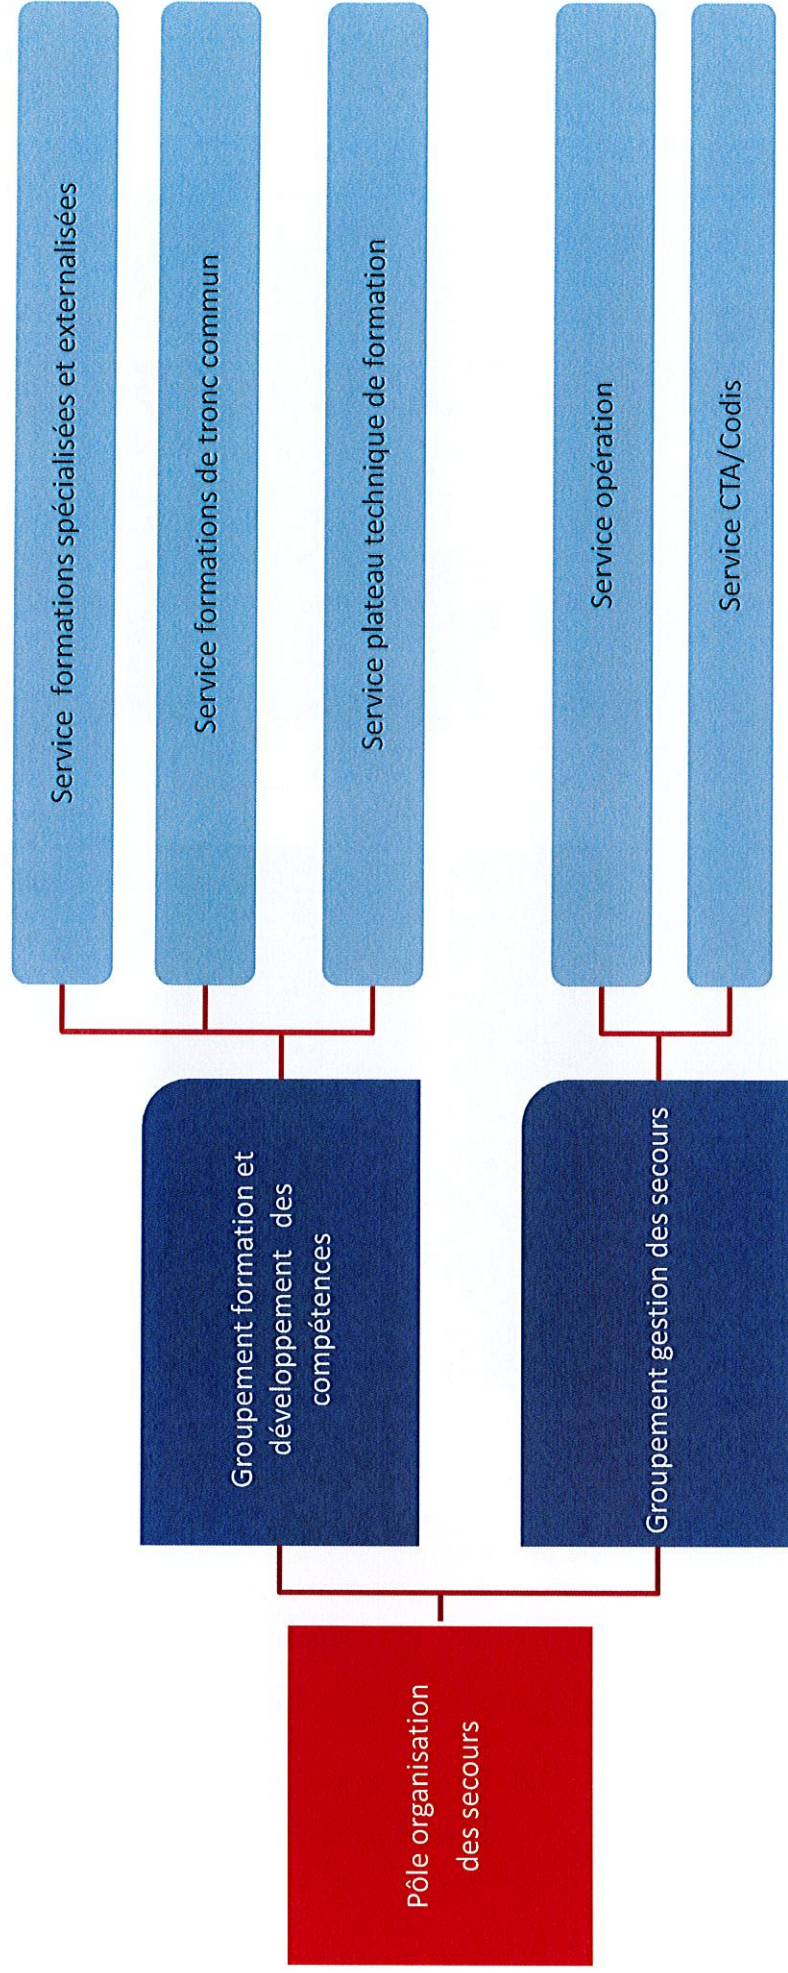 Pôle organisation
des secours
Groupement formation et
développement des
compétences
Service formations spécialisées et externalisées
Service formations de tronc commun
Service plateau technique de formation
Groupement gestion des secours
Service opération
Service CTA/Codis